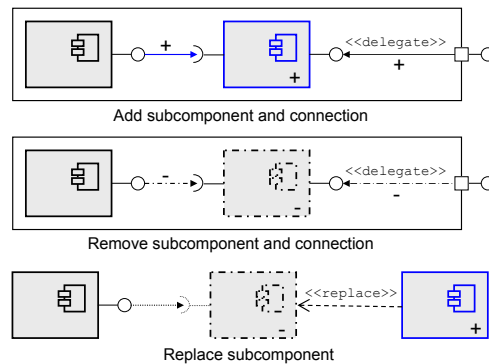 +
<<delegate>>
+
+
Add subcomponent and connection
-
<<delegate>>
-
-
Remove subcomponent and connection
<<replace>>
-
+
Replace subcomponent